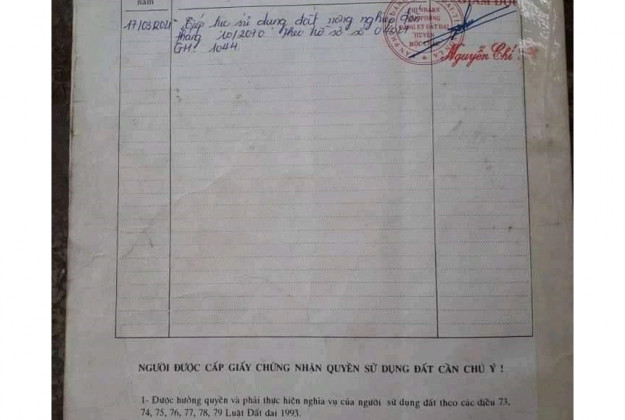 năm
17/03/2021 Tiếp tục sử dụng đất nông nghiệp đến
tháng 10/2070 theo hồ sơ số
GH: 1044.
Nguyễn Chí
NGƯỜI ĐƯỢC CẤP GIẤY CHỨNG NHẬN QUYỀN SỬ DỤNG ĐẤT CẦN CHÚ Ý !
1- Được hưởng quyền và phải thực hiện nghĩa vụ của người sử dụng đất theo các điều 73,
74, 75, 76, 77, 78, 79 Luật Đất đai 1993.